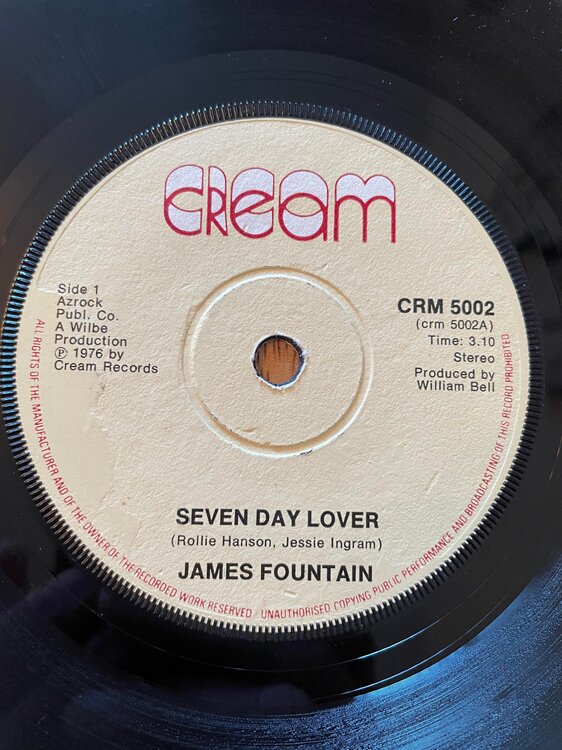 cream
Side 1
Azrock
Publ. Co.
A Wilbe
Production
Ⓟ 1976 by
Cream Records
CRM 5002
(crm 5002A)
Time: 3.10
Stereo
Produced by
William Bell
SEVEN DAY LOVER
(Rollie Hanson, Jessie Ingram)
JAMES FOUNTAIN
ALL RIGHTS OF THE MANUFACTURER AND OF THE OWNER OF THE RECORDED WORK RESERVED · UNAUTHORISED COPYING PUBLIC PERFORMANCE AND BROADCASTING OF THIS RECORD PROHIBITED